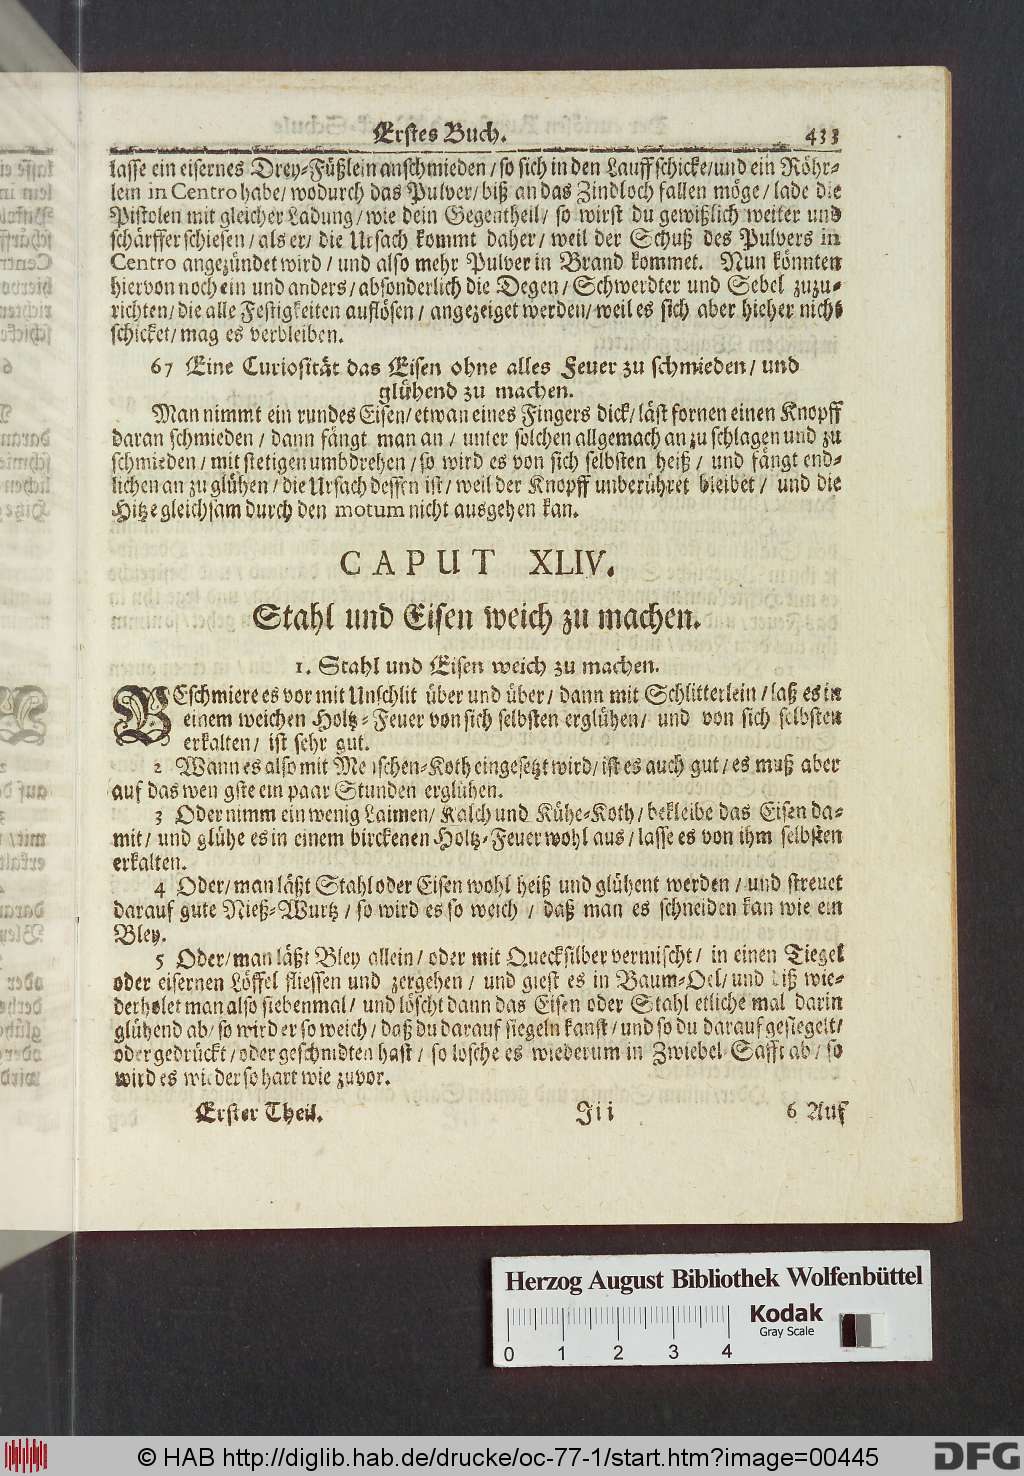 Erstes Buch. 433
lasse ein eisernes Drey-Füßlein anschmieden / so sich in den Lauff schicke / und ein Röhr-
lein in Centro habe / wodurch das Pulver / biß an das Zindloch fallen möge / lade die
Pistolen mit gleicher Ladung / wie dein Gegentheil / so wirst du gewißlich weiter und
schärffer schiesen / als er / die Ursach kommt daher / weil der Schuß des Pulvers in
Centro angezündet wird / und also mehr Pulver in Brand kommet. Nun könnten
hiervon noch ein und anders / absonderlich die Degen / Schwerdter und Sebel zuzu-
richten / die alle Festigkeiten auflösen / angezeiget werden / weil es sich aber hieher nicht
schicket / mag es verbleiben.
67 Eine Curiosität das Eisen ohne alles Feuer zu schmieden / und
glühend zu machen.
Man nimmt ein rundes Eisen / etwan eines Fingers dick / läst fornen einen Knopff
daran schmieden / dann fängt man an / unter solchen allgemach an zu schlagen und zu
schmieden / mit stetigen umbdrehen / so wird es von sich selbsten heiß / und fängt end-
lichen an zu glühen / die Ursach dessen ist / weil der Knopff unberühret bleibet / und die
Hitze gleichsam durch den motum nicht ausgehen kan.
CAPUT XLIV.
Stahl und Eisen weich zu machen.
1. Stahl und Eisen weich zu machen.
BEschmiere es vor mit Unschlit über und über / dann mit Schlitterlein / laß es in
einem weichen Holtz-Feuer von sich selbsten erglühen / und von sich selbsten
erkalten / ist sehr gut.
2 Wann es also mit Menschen-Koth eingesetzt wird / ist es auch gut / es muß aber
auf das wenigste ein paar Stunden erglühen.
3 Oder nimm ein wenig Laimen / Kalch und Kühe-Koth / bekleibe das Eisen da-
mit / und glühe es in einem birckenen Holtz-Feuer wohl aus / lasse es von ihm selbsten
erkalten.
4 Oder / man läßt Stahl oder Eisen wohl heiß und glühent werden / und streuet
darauf gute Nieß-Wurtz / so wird es so weich / daß man es schneiden kan wie ein
Bley.
5 Oder / man läßt Bley allein / oder mit Quecksilber vermischt / in einen Tiegel
oder eisernen Löffel fliessen und zergehen / und giest es in Baum-Oel / und diß wie-
derholet man also siebenmal / und löscht dann das Eisen oder Stahl etliche mal darin
glühend ab / so wird er so weich / daß du darauf siegeln kanst / und so du darauf gesiegelt /
oder gedrückt / oder geschnidten hast / so lösche es wiederum in Zwiebel-Safft ab / so
wird es wieder so hart wie zuvor.
Erster Theil. Iii 6 Auf
Herzog August Bibliothek Wolfenbüttel
Kodak
Gray Scale
0 1 2 3 4
© HAB http://diglib.hab.de/drucke/oc-77-1/start.htm?image=00445
DFG